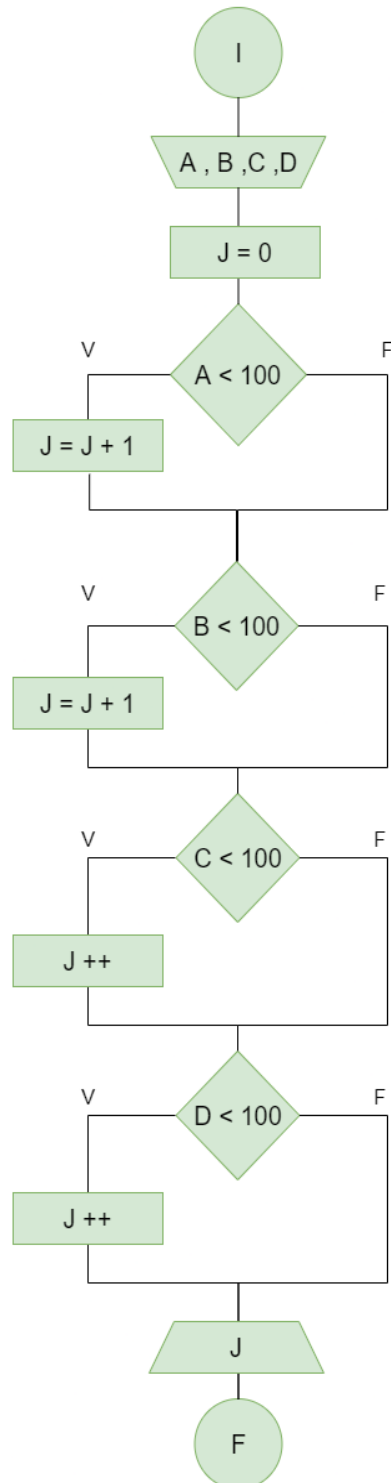 I
A , B ,C ,D
J = 0
V
F
A < 100
J = J + 1
V
F
B < 100
J = J + 1
V
F
C < 100
J ++
V
F
D < 100
J ++
J
F